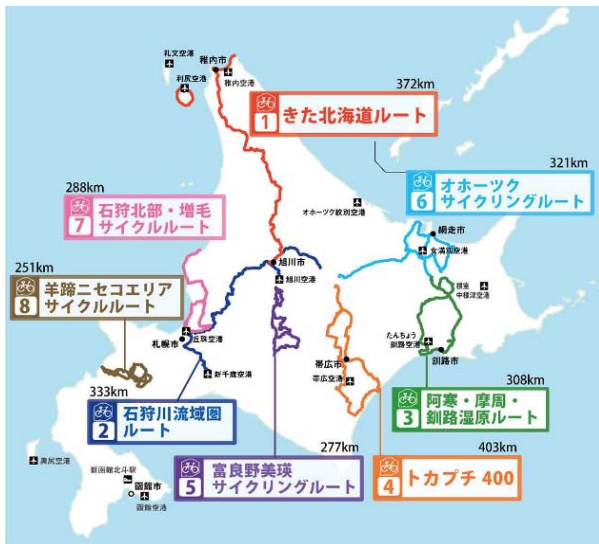 礼文空港
稚内市
利尻空港
稚内空港
372km
1 きた北海道ルート
321km
6 オホーツク
サイクリングルート
288km
7 石狩北部・増毛
サイクルルート
オホーツク紋別空港
網走市
女満別空港
旭川市
旭川空港
根室
中標津空港
251km
8 羊蹄ニセコエリア
サイクルルート
丘珠空港
札幌市
たんちょう
釧路空港
釧路市
帯広市
帯広空港
新千歳空港
333km
2 石狩川流域圏
ルート
308km
3 阿寒・摩周・
釧路湿原ルート
277km
5 富良野美瑛
サイクリングルート
403km
4 トカプチ 400
奥尻空港
新函館北斗駅
函館市
函館空港